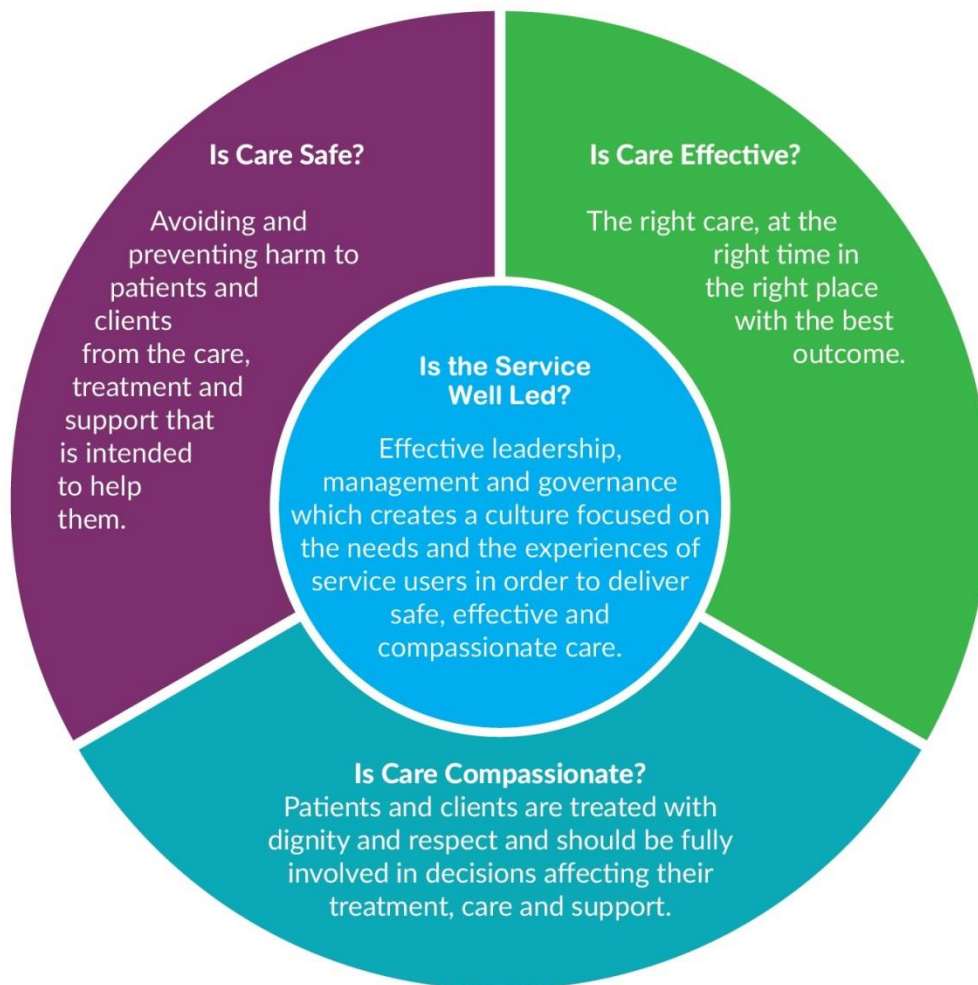 Is Care Safe?
Avoiding and
preventing harm to
patients and
clients
from the care,
treatment and
support that
is intended
to help
them.
Is Care Effective?
The right care, at the
right time in
the right place
with the best
outcome.
Is the Service
Well Led?
Effective leadership,
management and governance
which creates a culture focused on
the needs and the experiences of
service users in order to deliver
safe, effective and
compassionate care.
Is Care Compassionate?
Patients and clients are treated with
dignity and respect and should be fully
involved in decisions affecting their
treatment, care and support.